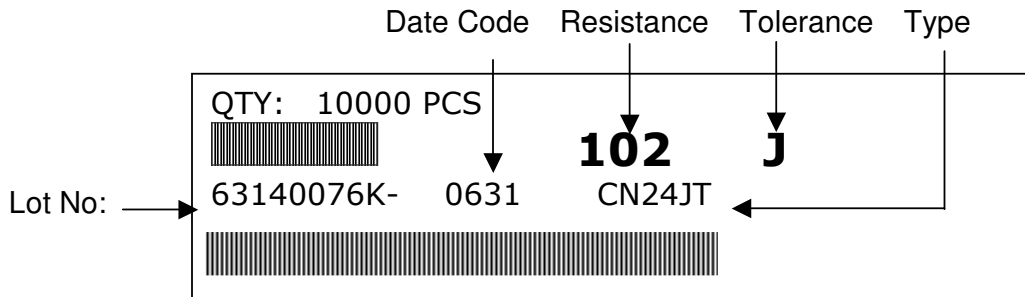 Date Code Resistance Tolerance Type
QTY: 10000 PCS
102 J
Lot No: 63140076K- 0631 CN24JT